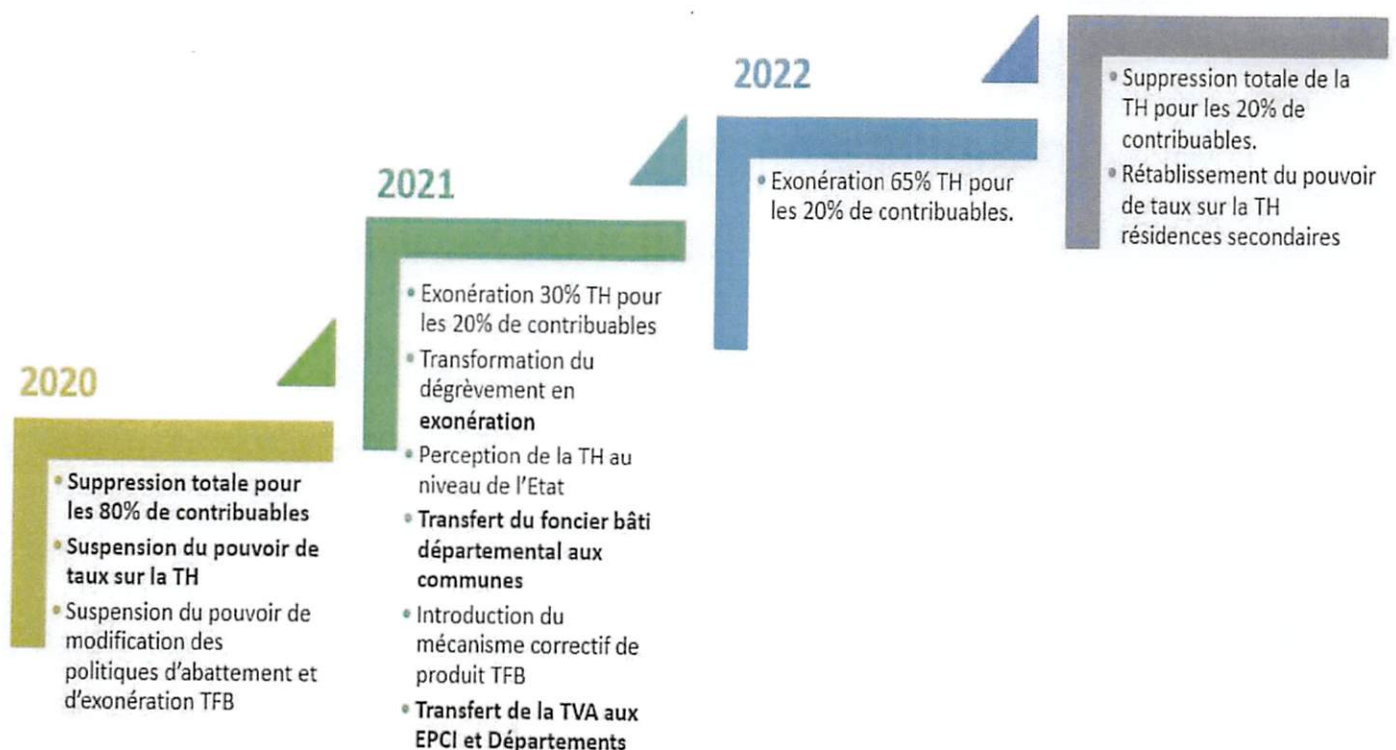 2020
• Suppression totale pour
les 80% de contribuables
• Suspension du pouvoir de
taux sur la TH
• Suspension du pouvoir de
modification des
politiques d'abattement et
d'exonération TFB
2021
• Exonération 30% TH pour
les 20% de contribuables
• Transformation du
dégrèvement en
exonération
• Perception de la TH au
niveau de l'Etat
• Transfert du foncier bâti
départemental aux
communes
• Introduction du
mécanisme correctif de
produit TFB
• Transfert de la TVA aux
EPCI et Départements
2022
• Exonération 65% TH pour
les 20% de contribuables.
• Suppression totale de la
TH pour les 20% de
contribuables.
• Rétablissement du pouvoir
de taux sur la TH
résidences secondaires